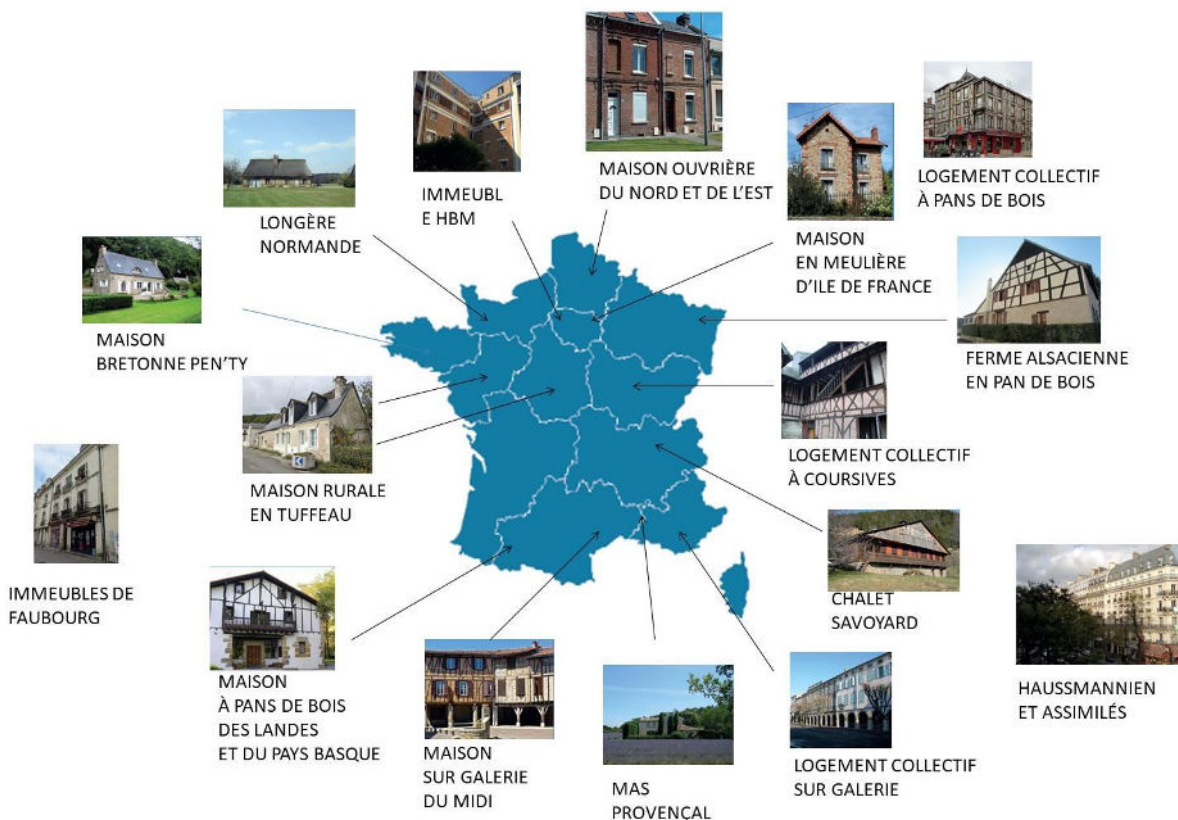 MAISON OUVRIÈRE
DU NORD ET DE L'EST
LOGEMENT COLLECTIF
À PANS DE BOIS
IMMEUBL
E HBM
LONGÈRE
NORMANDE
MAISON
EN MEULIÈRE
D'ILE DE FRANCE
MAISON
BRETONNE PEN'TY
FERME ALSACIENNE
EN PAN DE BOIS
LOGEMENT COLLECTIF
À COURSIVES
MAISON RURALE
EN TUFFEAU
IMMEUBLES DE
FAUBOURG
CHALET
SAVOYARD
MAISON
À PANS DE BOIS
DES LANDES
ET DU PAYS BASQUE
HAUSSMANNIEN
ET ASSIMILÉS
MAISON
SUR GALERIE
DU MIDI
MAS
PROVENÇAL
LOGEMENT COLLECTIF
SUR GALERIE